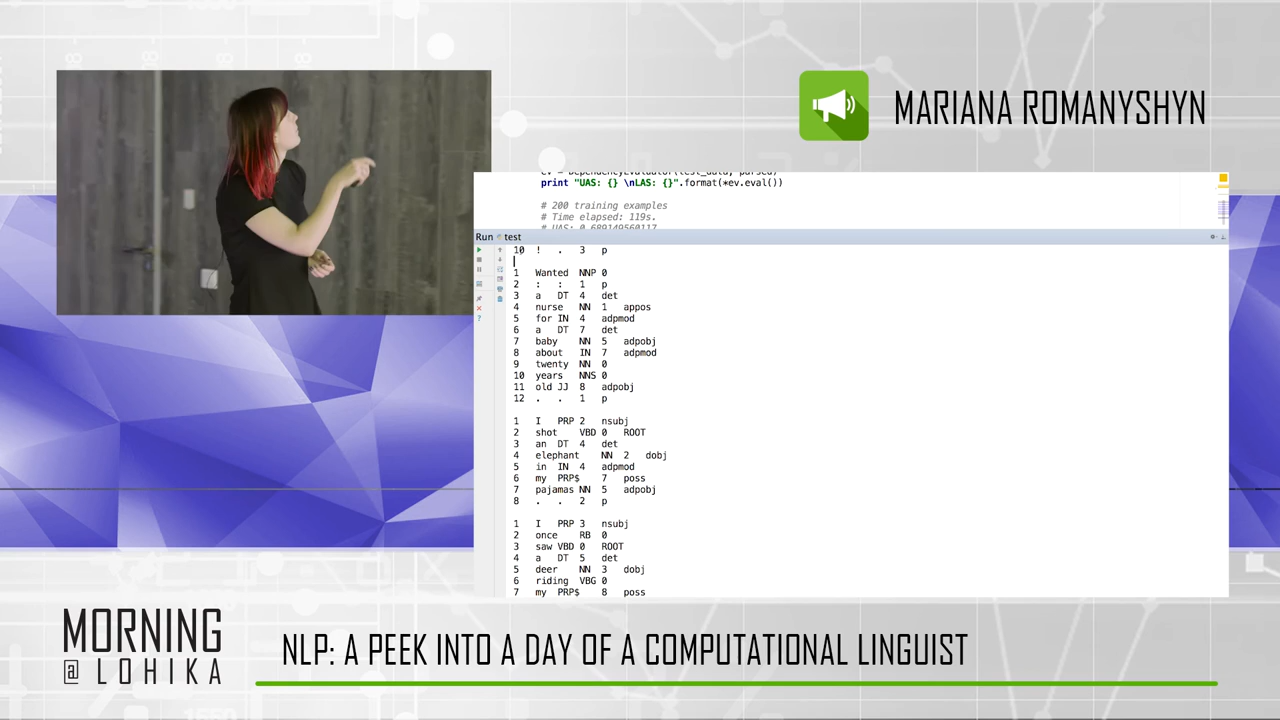 MARIANA ROMANYSHYN
ev = DependencyEvaluator(test_data, parsed)
print "UAS: {} \nLAS: {}".format(*ev.eval())
# 200 training examples
# Time elapsed: 119s.
# UAS: 0.689149560117
Run test
10 ! . 3 p
1 Wanted NNP 0
2 : : 1 p
3 a DT 4 det
4 nurse NN 1 appos
5 for IN 4 adpmod
6 a DT 7 det
7 baby NN 5 adpobj
8 about IN 7 adpmod
9 twenty NN 0
10 years NNS 0
11 old JJ 8 adpobj
12 . . 1 p
1 I PRP 2 nsubj
2 shot VBD 0 ROOT
3 an DT 4 det
4 elephant NN 2 dobj
5 in IN 4 adpmod
6 my PRP$ 7 poss
7 pajamas NN 5 adpobj
8 . . 2 p
1 I PRP 3 nsubj
2 once RB 0
3 saw VBD 0 ROOT
4 a DT 5 det
5 deer NN 3 dobj
6 riding VBG 0
7 my PRP$ 8 poss
MORNING
@ LOHIKA
NLP: A PEEK INTO A DAY OF A COMPUTATIONAL LINGUIST